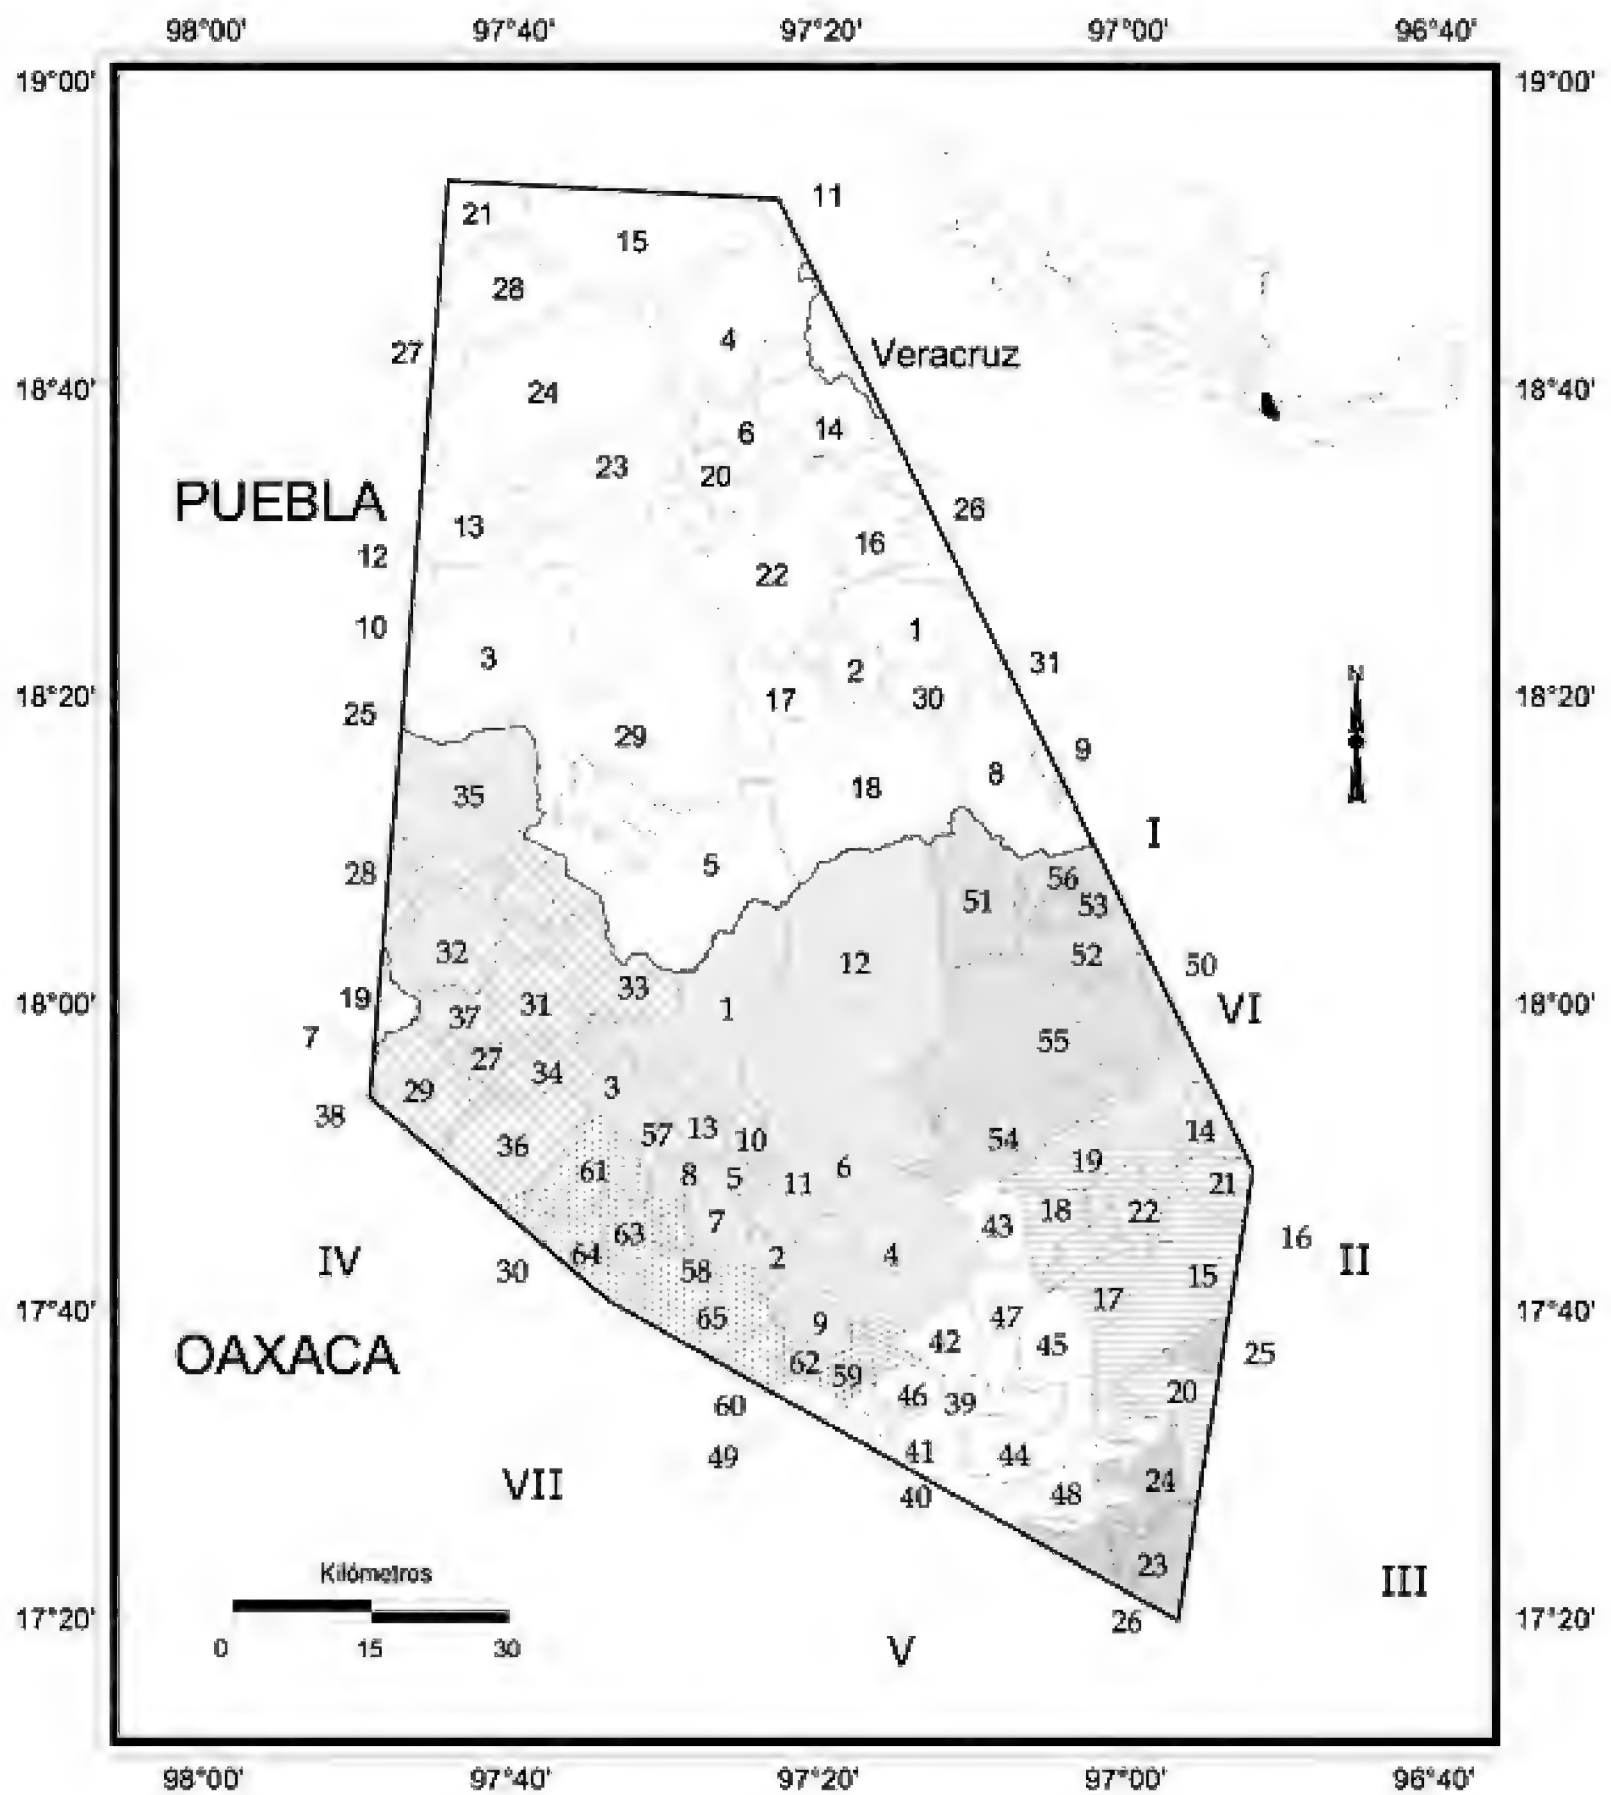 98°00' 97°40' 97°20' 97°00' 96°40'
19°00' 19°00'
11
21
15
28
4
27 Veracruz
18°40' 24 18°40'
6 14
23 20
PUEBLA 26
13
16
12
22
10 1
3 31
2
N
18°20' 17 30 18°20'
25
29 9
8
35 18
I
5
28 56
51 53
32 12 52 50
33
19 31 1 VI
18°00' 37 18°00'
7 55
27
34 3
29
38
57 13 10 54 14
36
61 8 5 11 6 19 21
7 18 22
63 43 16
64 2 4 II
IV 58 15
30
17
17°40' 65 9 47 17°40'
42 45 25
OAXACA 62 59
46 39 20
60
49 41 44
VII 24
40 48
Kilómetros 23
III
17°20' 26 17°20'
0 15 30 V
98°00' 97°40' 97°20' 97°00' 96°40'